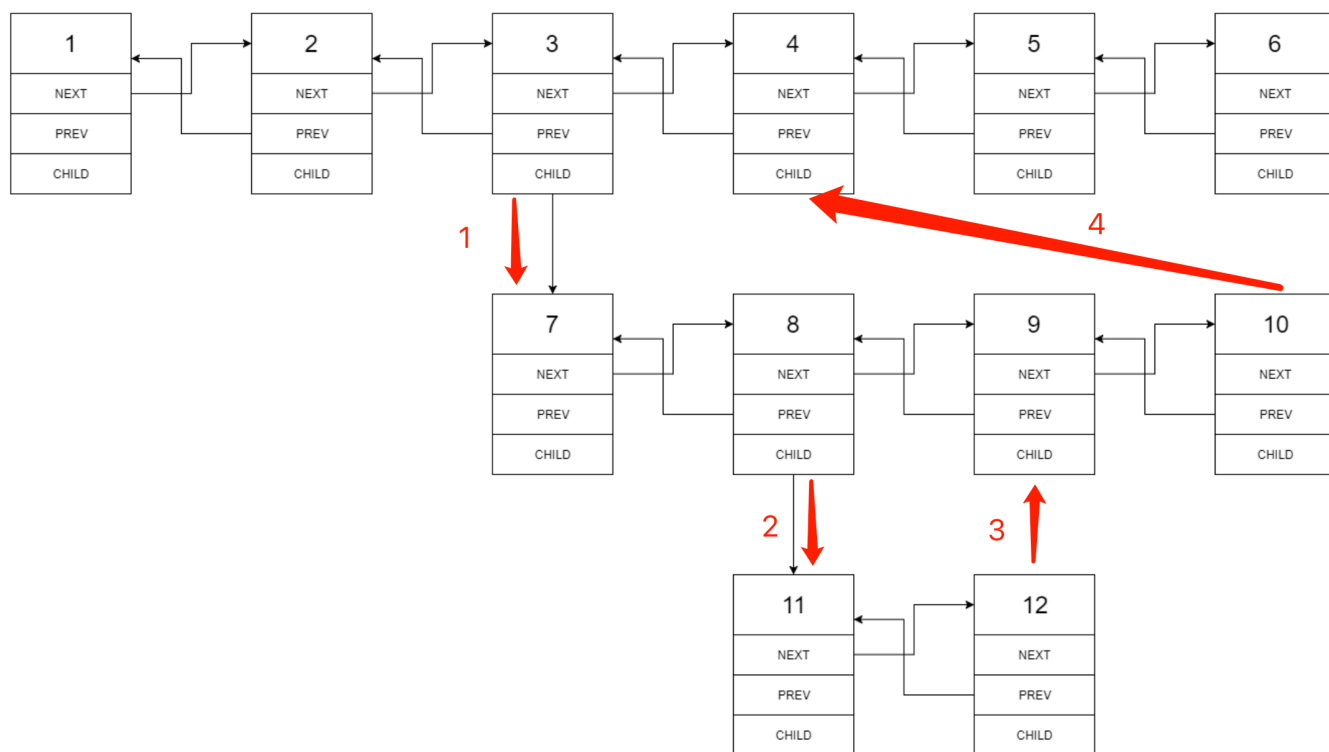 1 2 3 4 5 6
NEXT NEXT NEXT NEXT NEXT NEXT
PREV PREV PREV PREV PREV PREV
CHILD CHILD CHILD CHILD CHILD CHILD
1 4
7 8 9 10
NEXT NEXT NEXT NEXT
PREV PREV PREV PREV
CHILD CHILD CHILD CHILD
2 3
11 12
NEXT NEXT
PREV PREV
CHILD CHILD